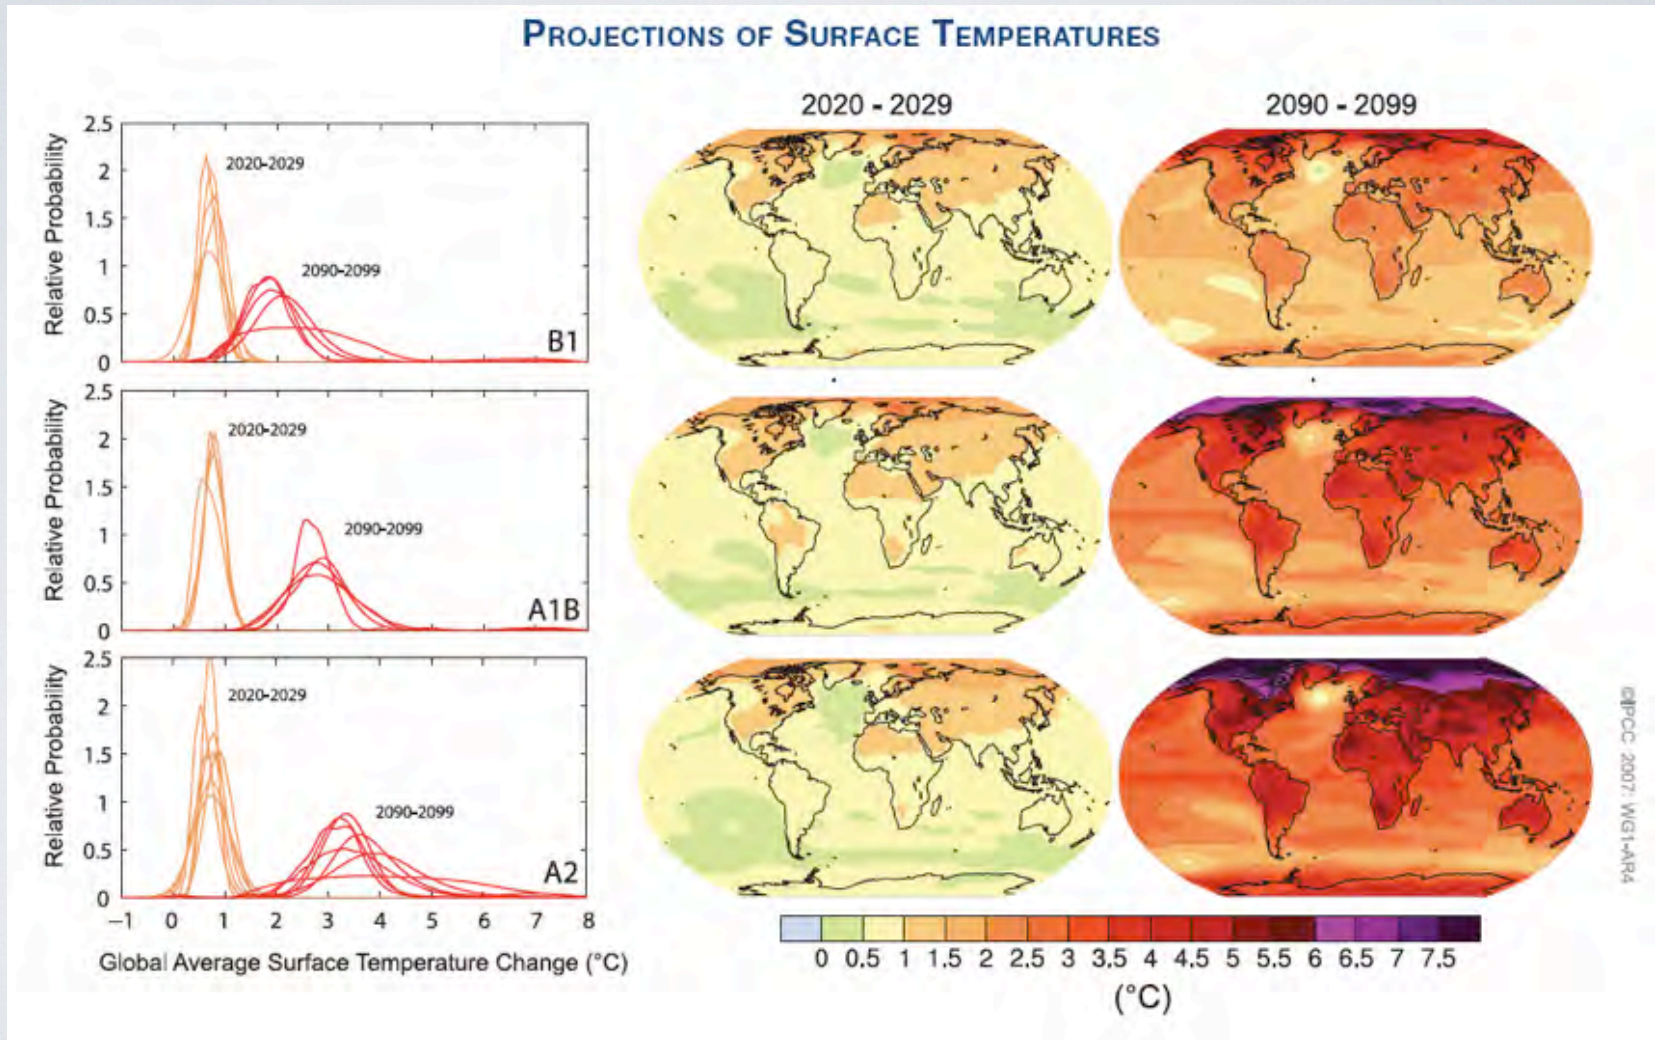 PROJECTIONS OF SURFACE TEMPERATURES
2020 - 2029
2090 - 2099
2.5
2
1.5
1
0.5
0
Relative Probability
2020-2029
2090-2099
B1
2.5
2
1.5
1
0.5
0
Relative Probability
2020-2029
2090-2099
A1B
2.5
2
1.5
1
0.5
0
Relative Probability
2020-2029
2090-2099
A2
−1 0 1 2 3 4 5 6 7 8
Global Average Surface Temperature Change (°C)
0 0.5 1 1.5 2 2.5 3 3.5 4 4.5 5 5.5 6 6.5 7 7.5
(°C)
©IPCC 2007: WG1-AR4